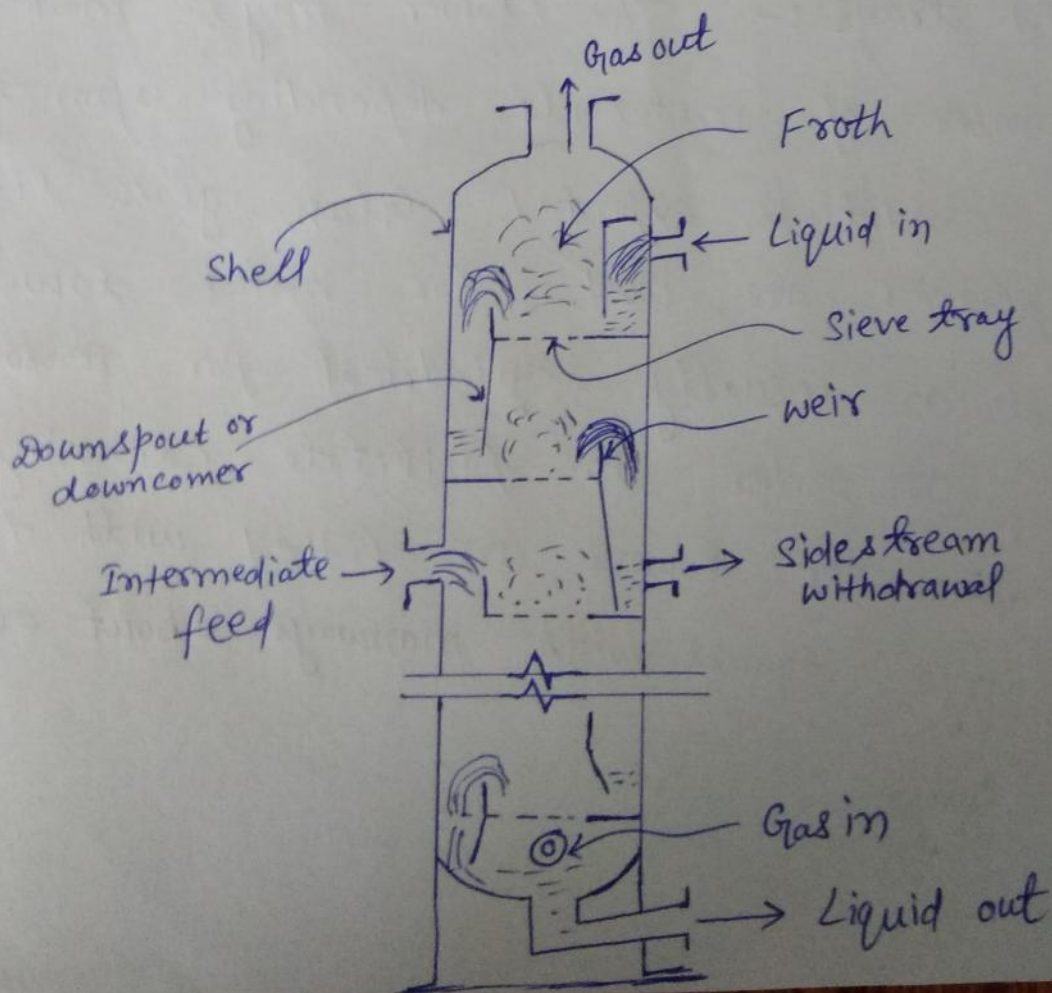 Gas out
Froth
Liquid in
Shell
Sieve tray
weir
Downspout or
downcomer
Intermediate
feed
Sidestream
withdrawal
Gas in
Liquid out